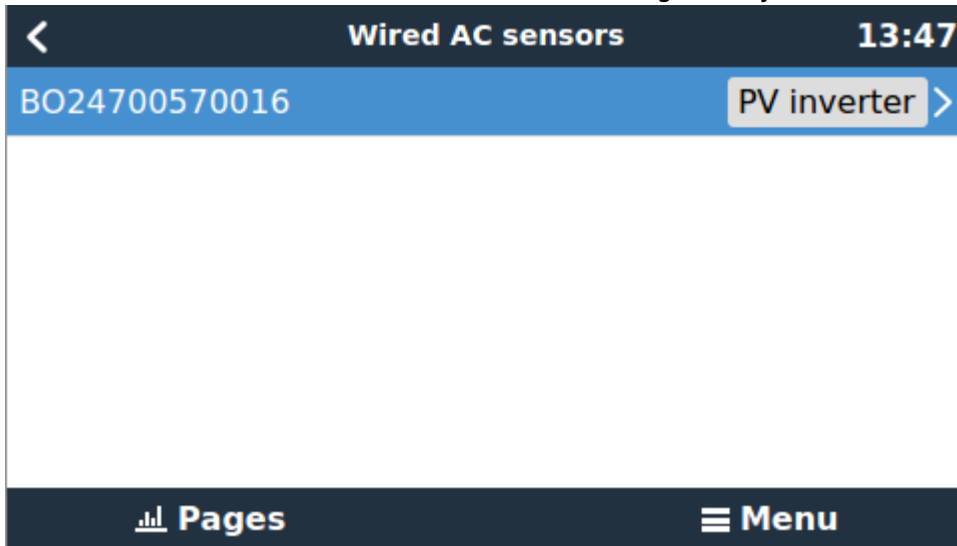 Wired AC sensors 13:47
BO24700570016 PV inverter
Pages Menu